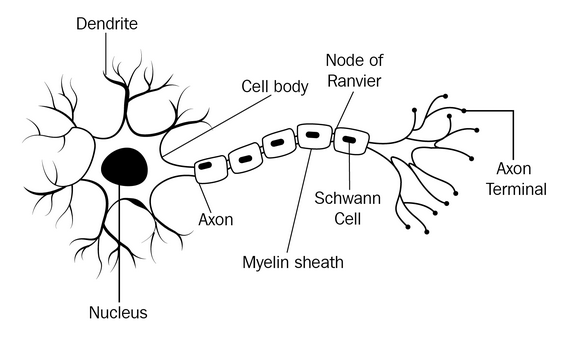 Dendrite
Node of
Ranvier
Cell body
Axon
Terminal
Schwann
Cell
Axon
Myelin sheath
Nucleus